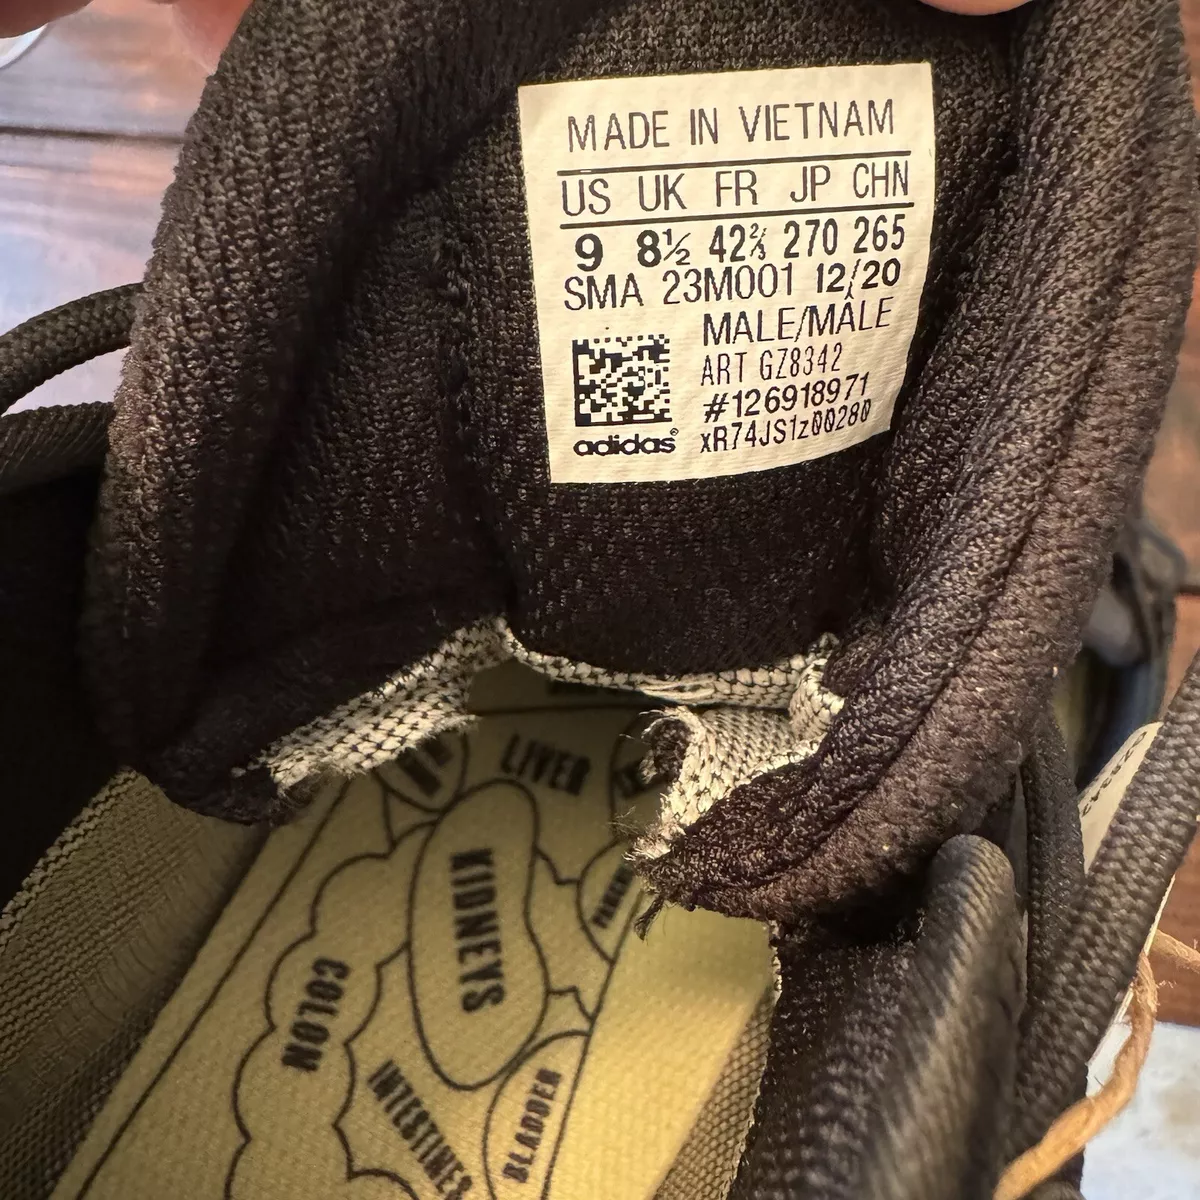 MADE IN VIETNAM
US UK FR JP CHN
9 8½ 42⅔ 270 265
SMA 23M001 12/20
MALE/MÂLE
ART GZ8342
#126918971
adidas® xR74JS1z00280
LIVER
KIDNEYS
COLON
INTESTINES
BLADDER